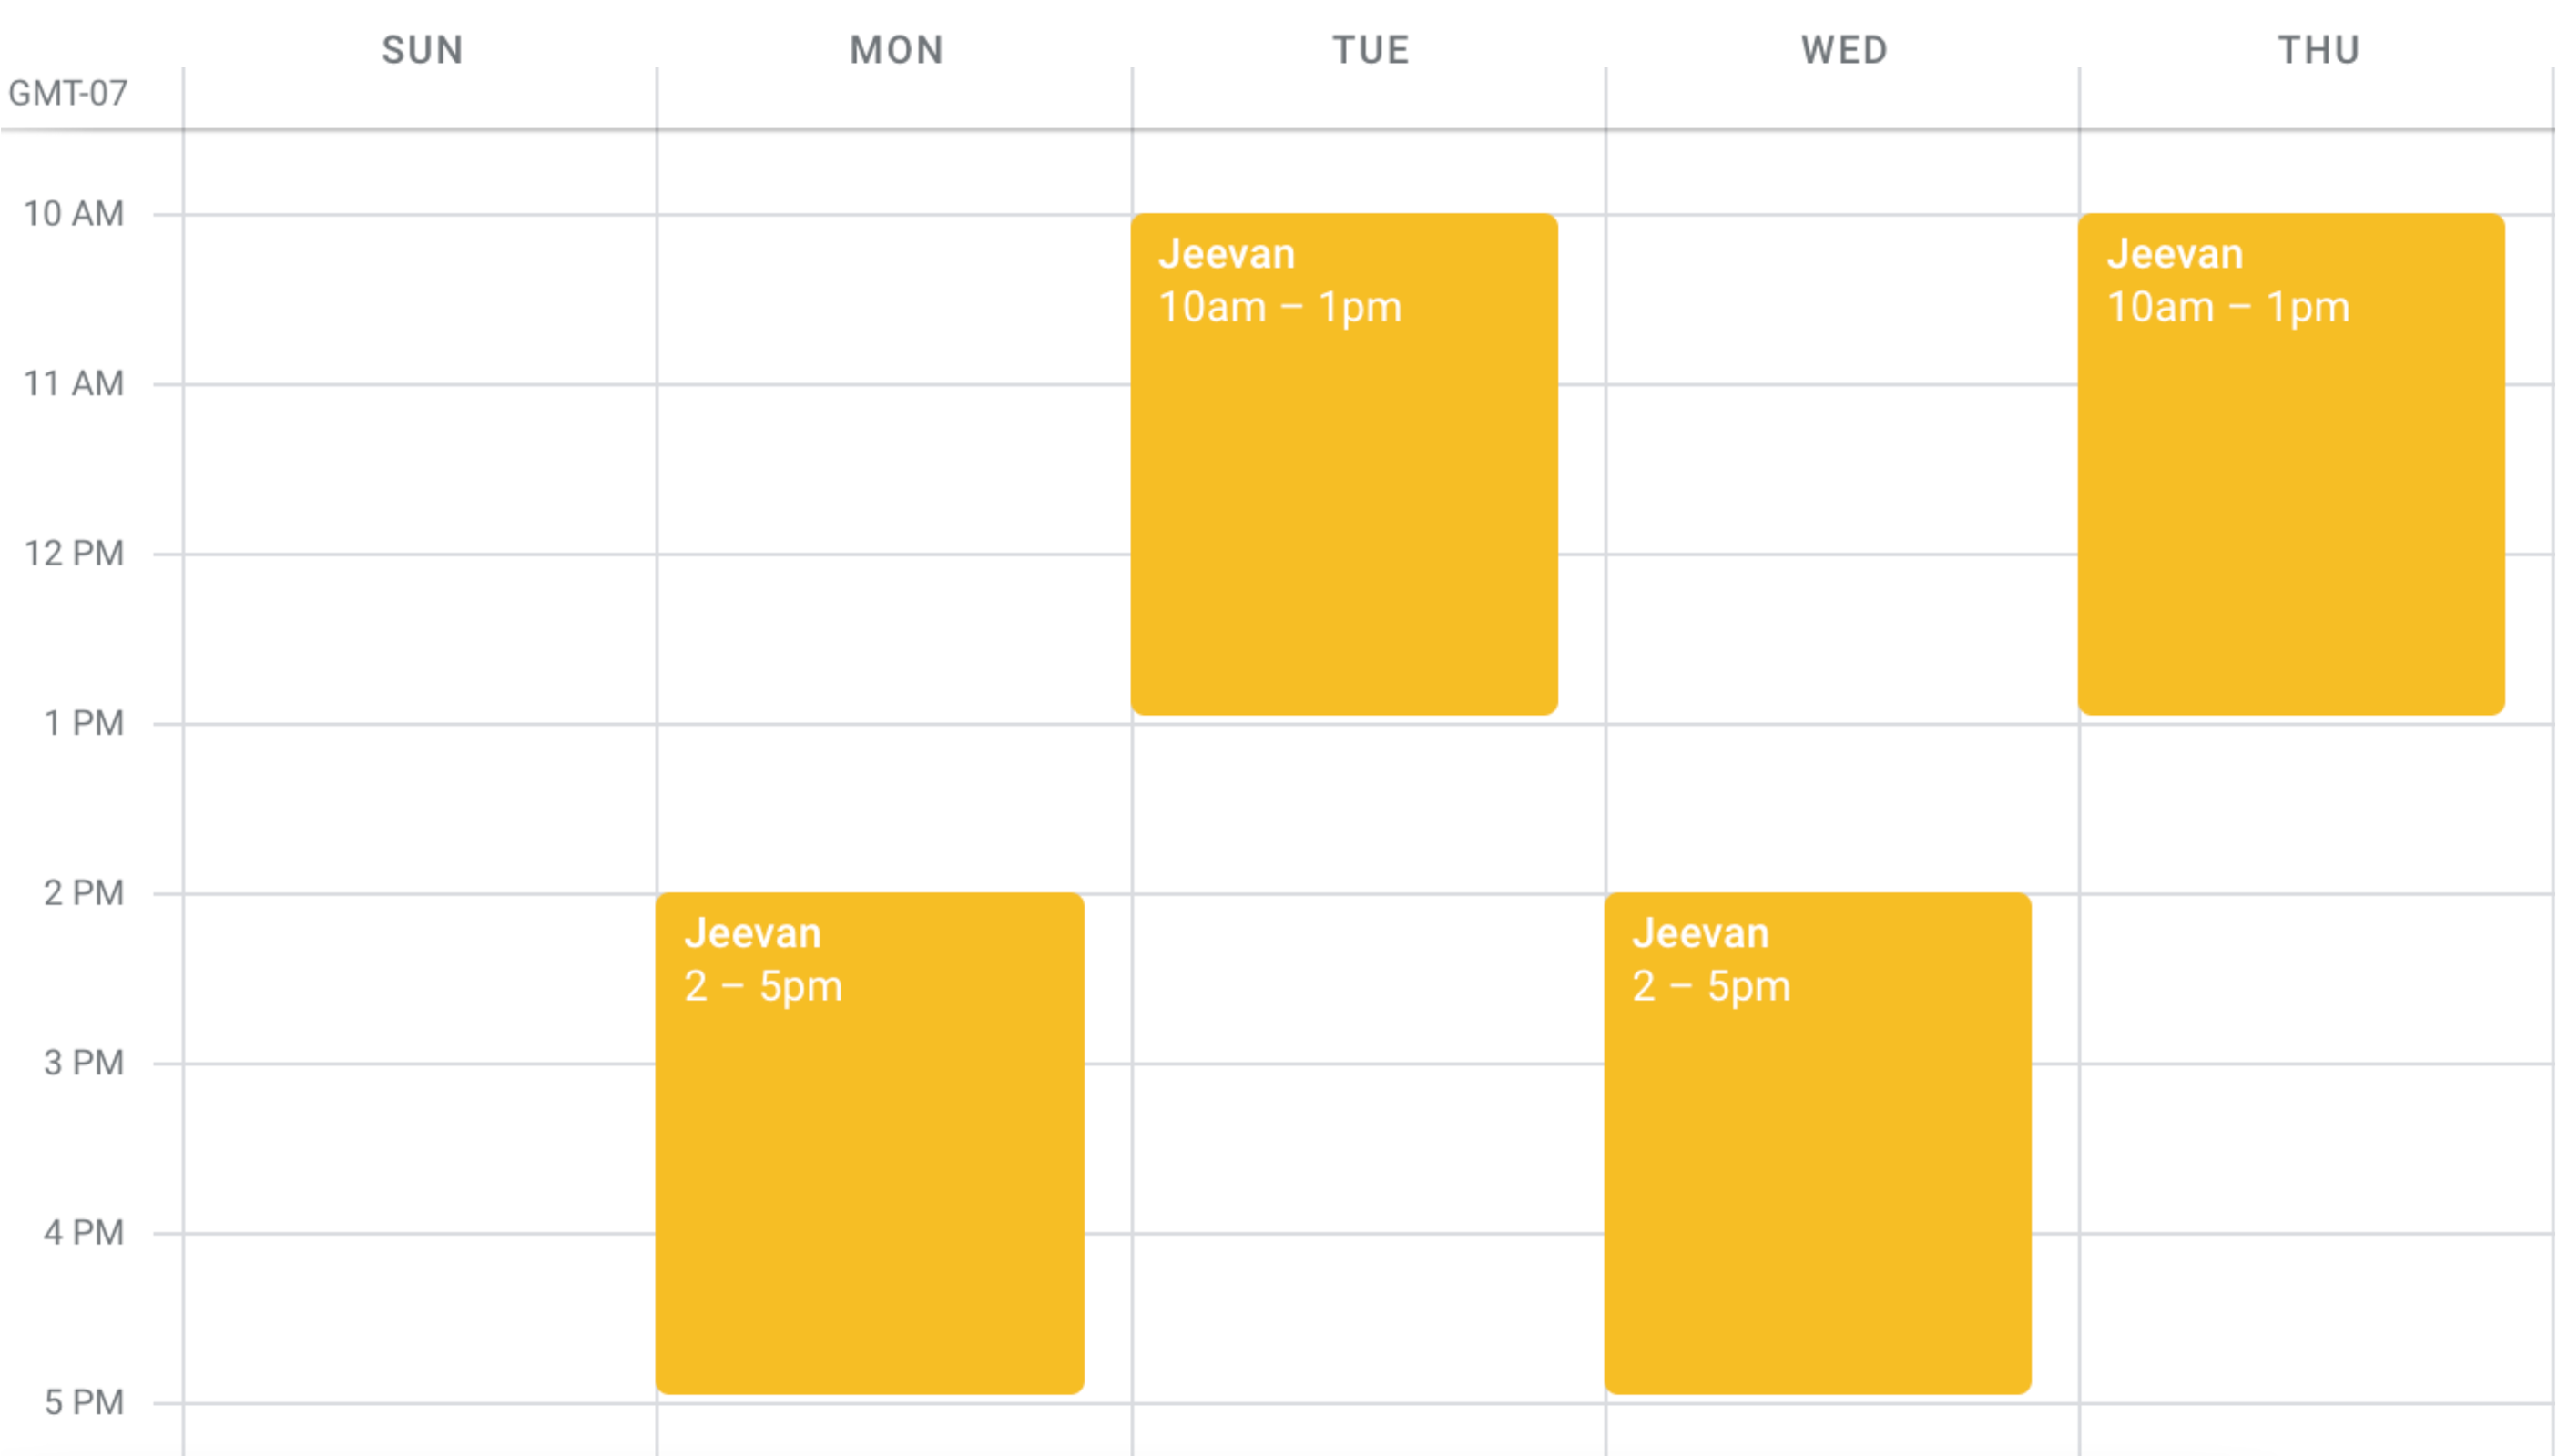 SUN MON TUE WED THU
GMT-07
10 AM
Jeevan Jeevan
10am – 1pm 10am – 1pm
11 AM
12 PM
1 PM
2 PM
Jeevan Jeevan
2 – 5pm 2 – 5pm
3 PM
4 PM
5 PM